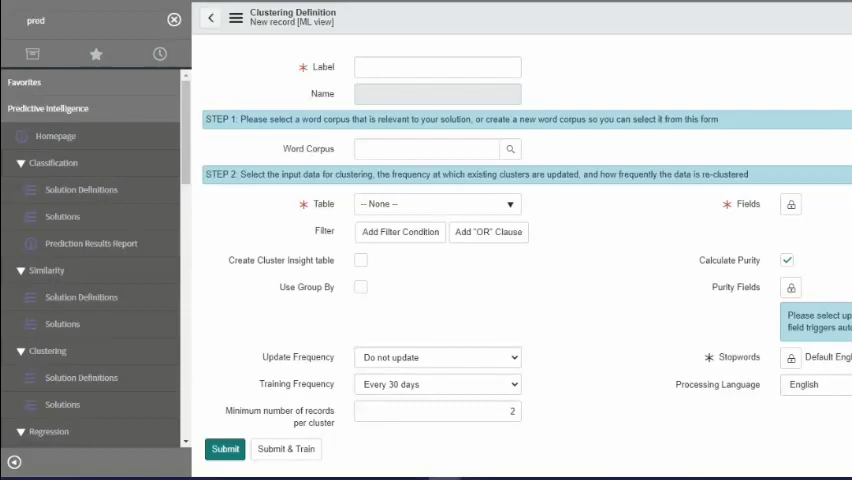 pred
Favorites
Predictive Intelligence
Homepage
Classification
Solution Definitions
Solutions
Prediction Results Report
Similarity
Solution Definitions
Solutions
Clustering
Solution Definitions
Solutions
Regression
Clustering Definition
New record [ML view]
* Label
Name
STEP 1: Please select a word corpus that is relevant to your solution, or create a new word corpus so you can select it from this form
Word Corpus
STEP 2: Select the input data for clustering, the frequency at which existing clusters are updated, and how frequently the data is re-clustered
* Table -- None -- * Fields
Filter Add Filter Condition Add "OR" Clause
Create Cluster Insight table Calculate Purity
Use Group By Purity Fields
Please select up
field triggers
Update Frequency Do not update * Stopwords Default
Training Frequency Every 30 days Processing Language English
Minimum number of records 2
per cluster
Submit Submit & Train